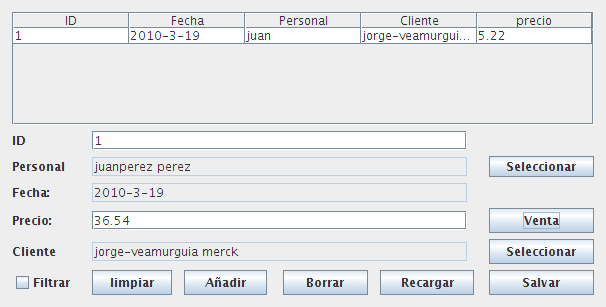 ID Fecha Personal Cliente precio
1 2010-3-19 juan jorge-veamurgui... 5.22
ID 1
Personal juanperez perez Seleccionar
Fecha: 2010-3-19
Precio: 36.54 Venta
Cliente jorge-veamurguia merck Seleccionar
Filtrar limpiar Añadir Borrar Recargar Salvar